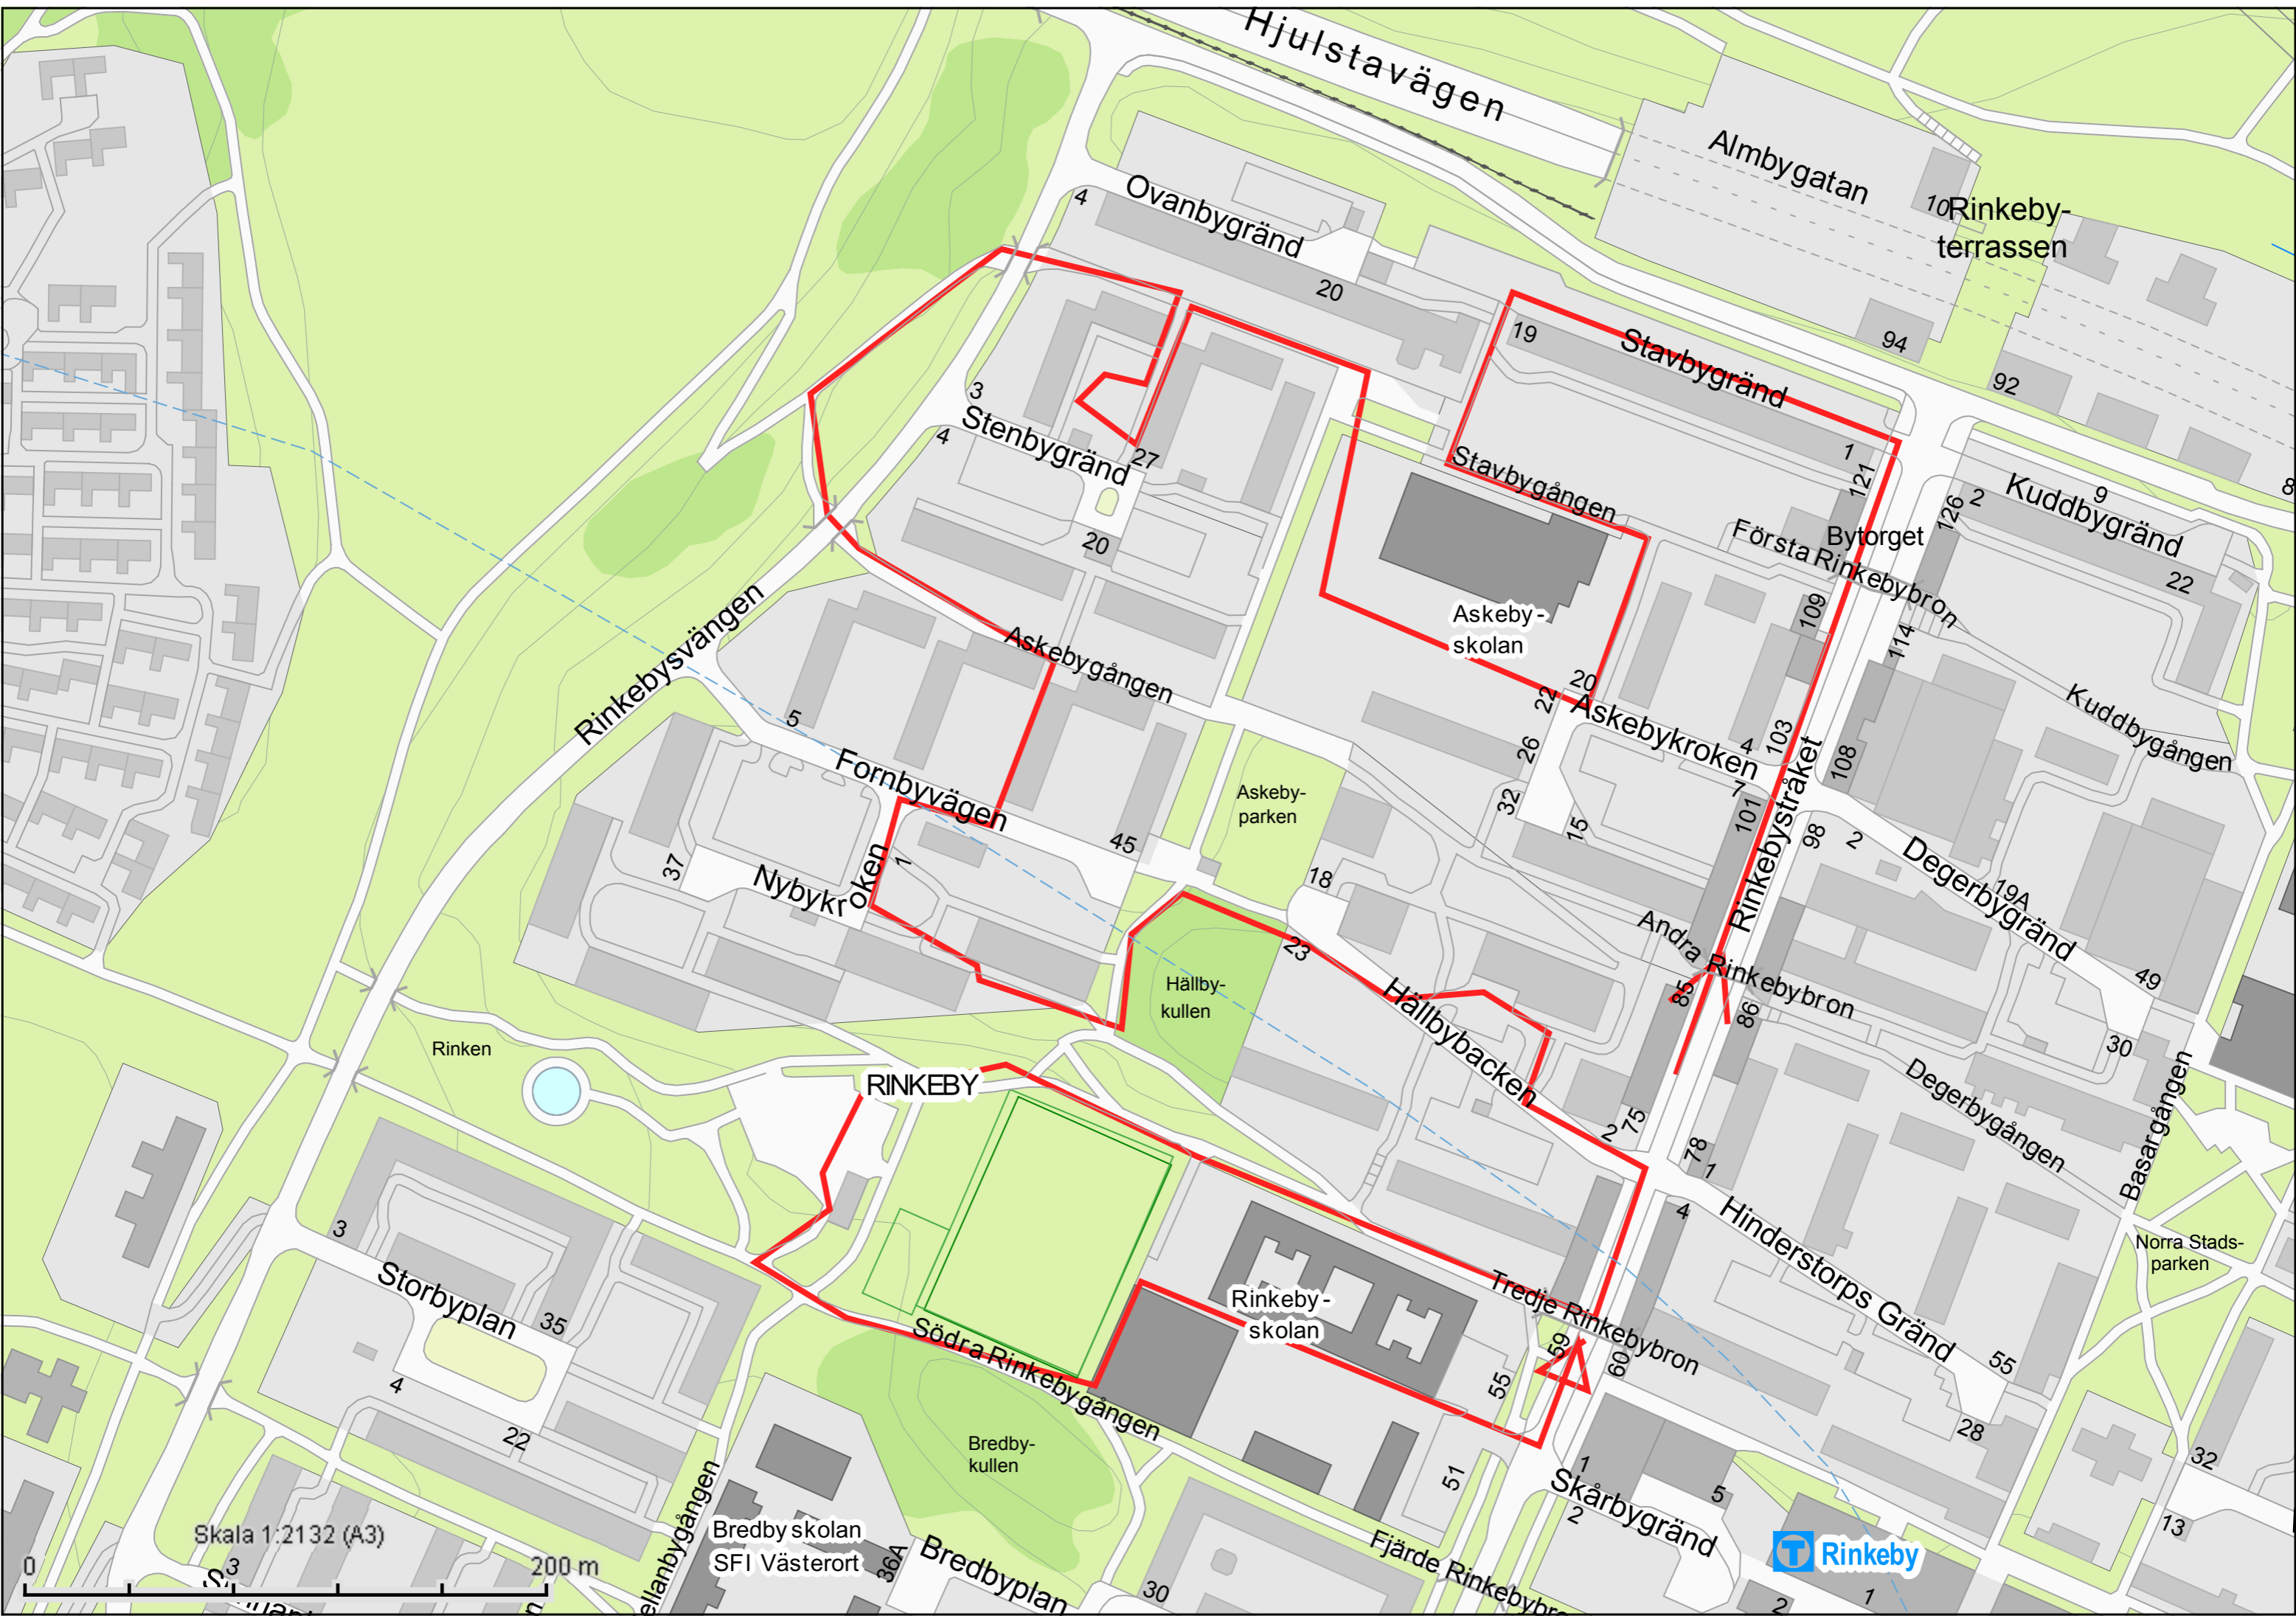 Hjulstavägen
Almbygatan
10
Rinkeby-
terrassen
4
Ovanbygränd
20
19
Stavbygränd
94
92
3
Stenbygränd
4
27
1
121
Stavbygången
126
2
9
Kuddbygränd
8
22
Bytorget
Första Rinkebybron
20
109
114
Askeby-
skolan
Rinkebysvängen
Askebygången
20
22
Askebykroken
4
103
108
Kuddbygången
5
Fornbyvägen
26
7
101
Rinkebystråket
32
15
98
2
Degerbygränd
19A
Askeby-
parken
45
37
Nybykroken
1
18
23
Andra Rinkebybron
85
86
49
Hällby-
kullen
Hällbybacken
30
Rinken
RINKEBY
Degerbygången
Basargången
75
2
78
1
4
Hinderstorps Gränd
Norra Stads-
parken
3
Storbyplan
35
Rinkeby-
skolan
Tredje Rinkebybron
59
60
55
55
Södra Rinkebygången
4
22
28
32
Bredby-
kullen
51
1
Skårbygränd
2
5
13
Skala 1:2132 (A3)
0
200 m
3
ellanbygången
Bredbyskolan
SFI Västerort
36A
Bredbyplan
30
Fjärde Rinkebybro
T Rinkeby
1
2